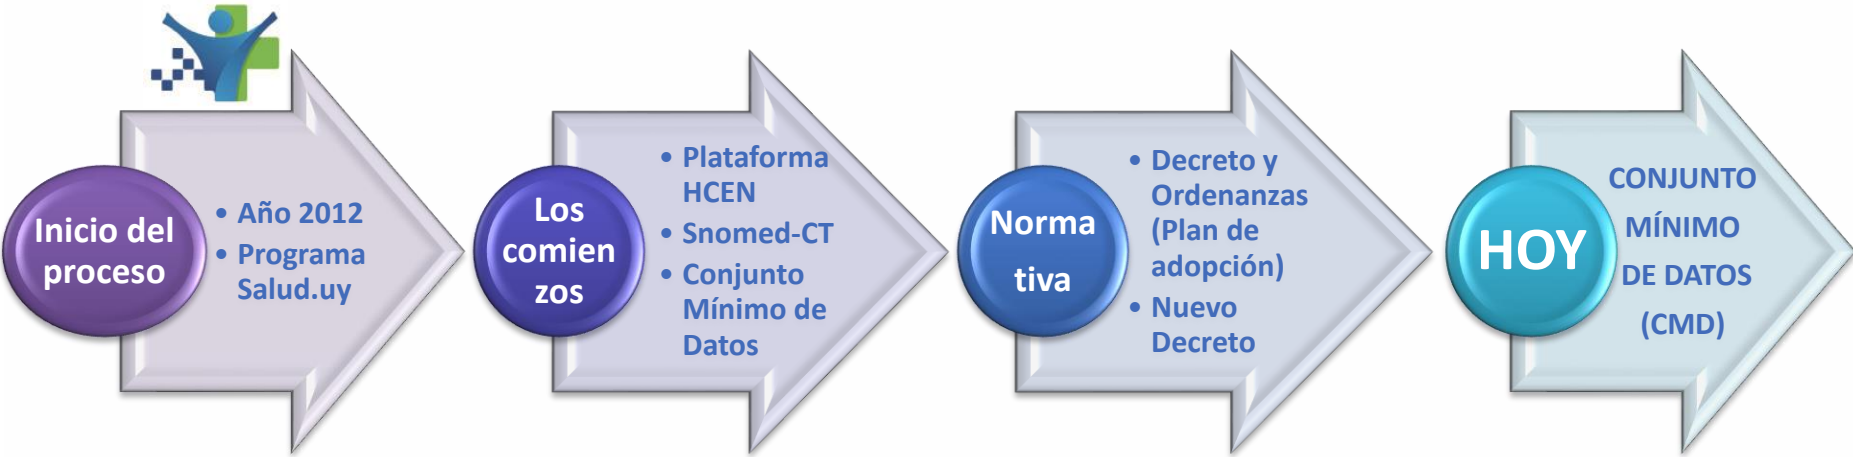 Inicio del
proceso
• Año 2012
• Programa
Salud.uy
Los
comien
zos
• Plataforma
HCEN
• Snomed-CT
• Conjunto
Mínimo de
Datos
Norma
tiva
• Decreto y
Ordenanzas
(Plan de
adopción)
• Nuevo
Decreto
HOY
CONJUNTO
MÍNIMO
DE DATOS
(CMD)